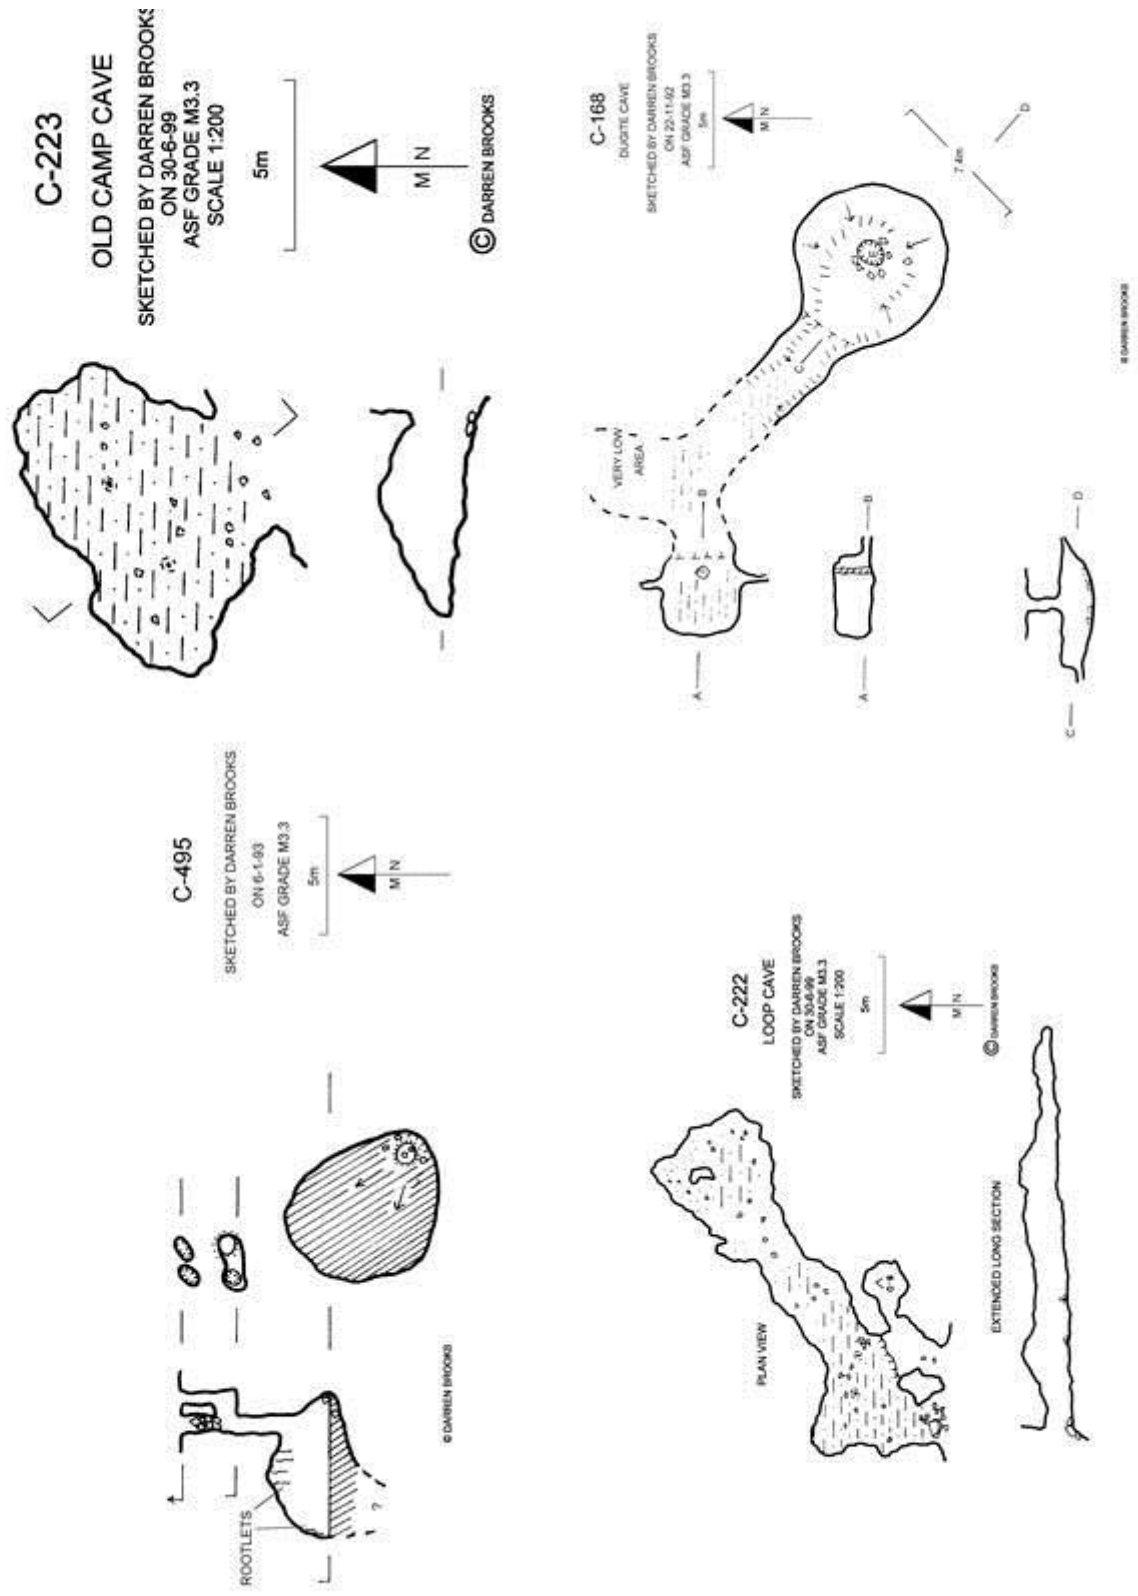 C-223
OLD CAMP CAVE
SKETCHED BY DARREN BROOKS
ON 30-6-99
ASF GRADE M3.3
SCALE 1:200
5m
M N
© DARREN BROOKS
C-168
DUGITE CAVE
SKETCHED BY DARREN BROOKS
ON 22-11-92
ASF GRADE M3.3
5m
M N
D
7.4m
E
C
VERY LOW
AREA
B
A
B
A
D
C
© DARREN BROOKS
C-495
SKETCHED BY DARREN BROOKS
ON 6-1-93
ASF GRADE M3.3
5m
M N
ROOTLETS
?
© DARREN BROOKS
C-222
LOOP CAVE
SKETCHED BY DARREN BROOKS
ON 30-6-99
ASF GRADE M3.3
SCALE 1:200
5m
M N
© DARREN BROOKS
PLAN VIEW
EXTENDED LONG SECTION